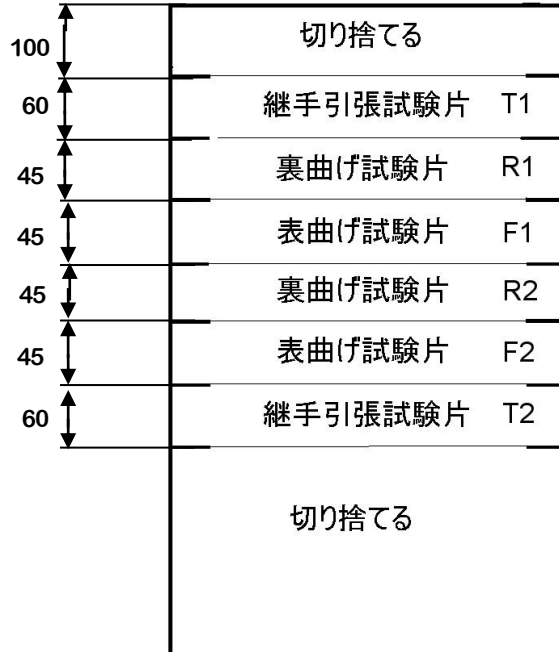 100 切り捨てる
60 継手引張試験片 T1
45 裏曲げ試験片 R1
45 表曲げ試験片 F1
45 裏曲げ試験片 R2
45 表曲げ試験片 F2
60 継手引張試験片 T2
切り捨てる